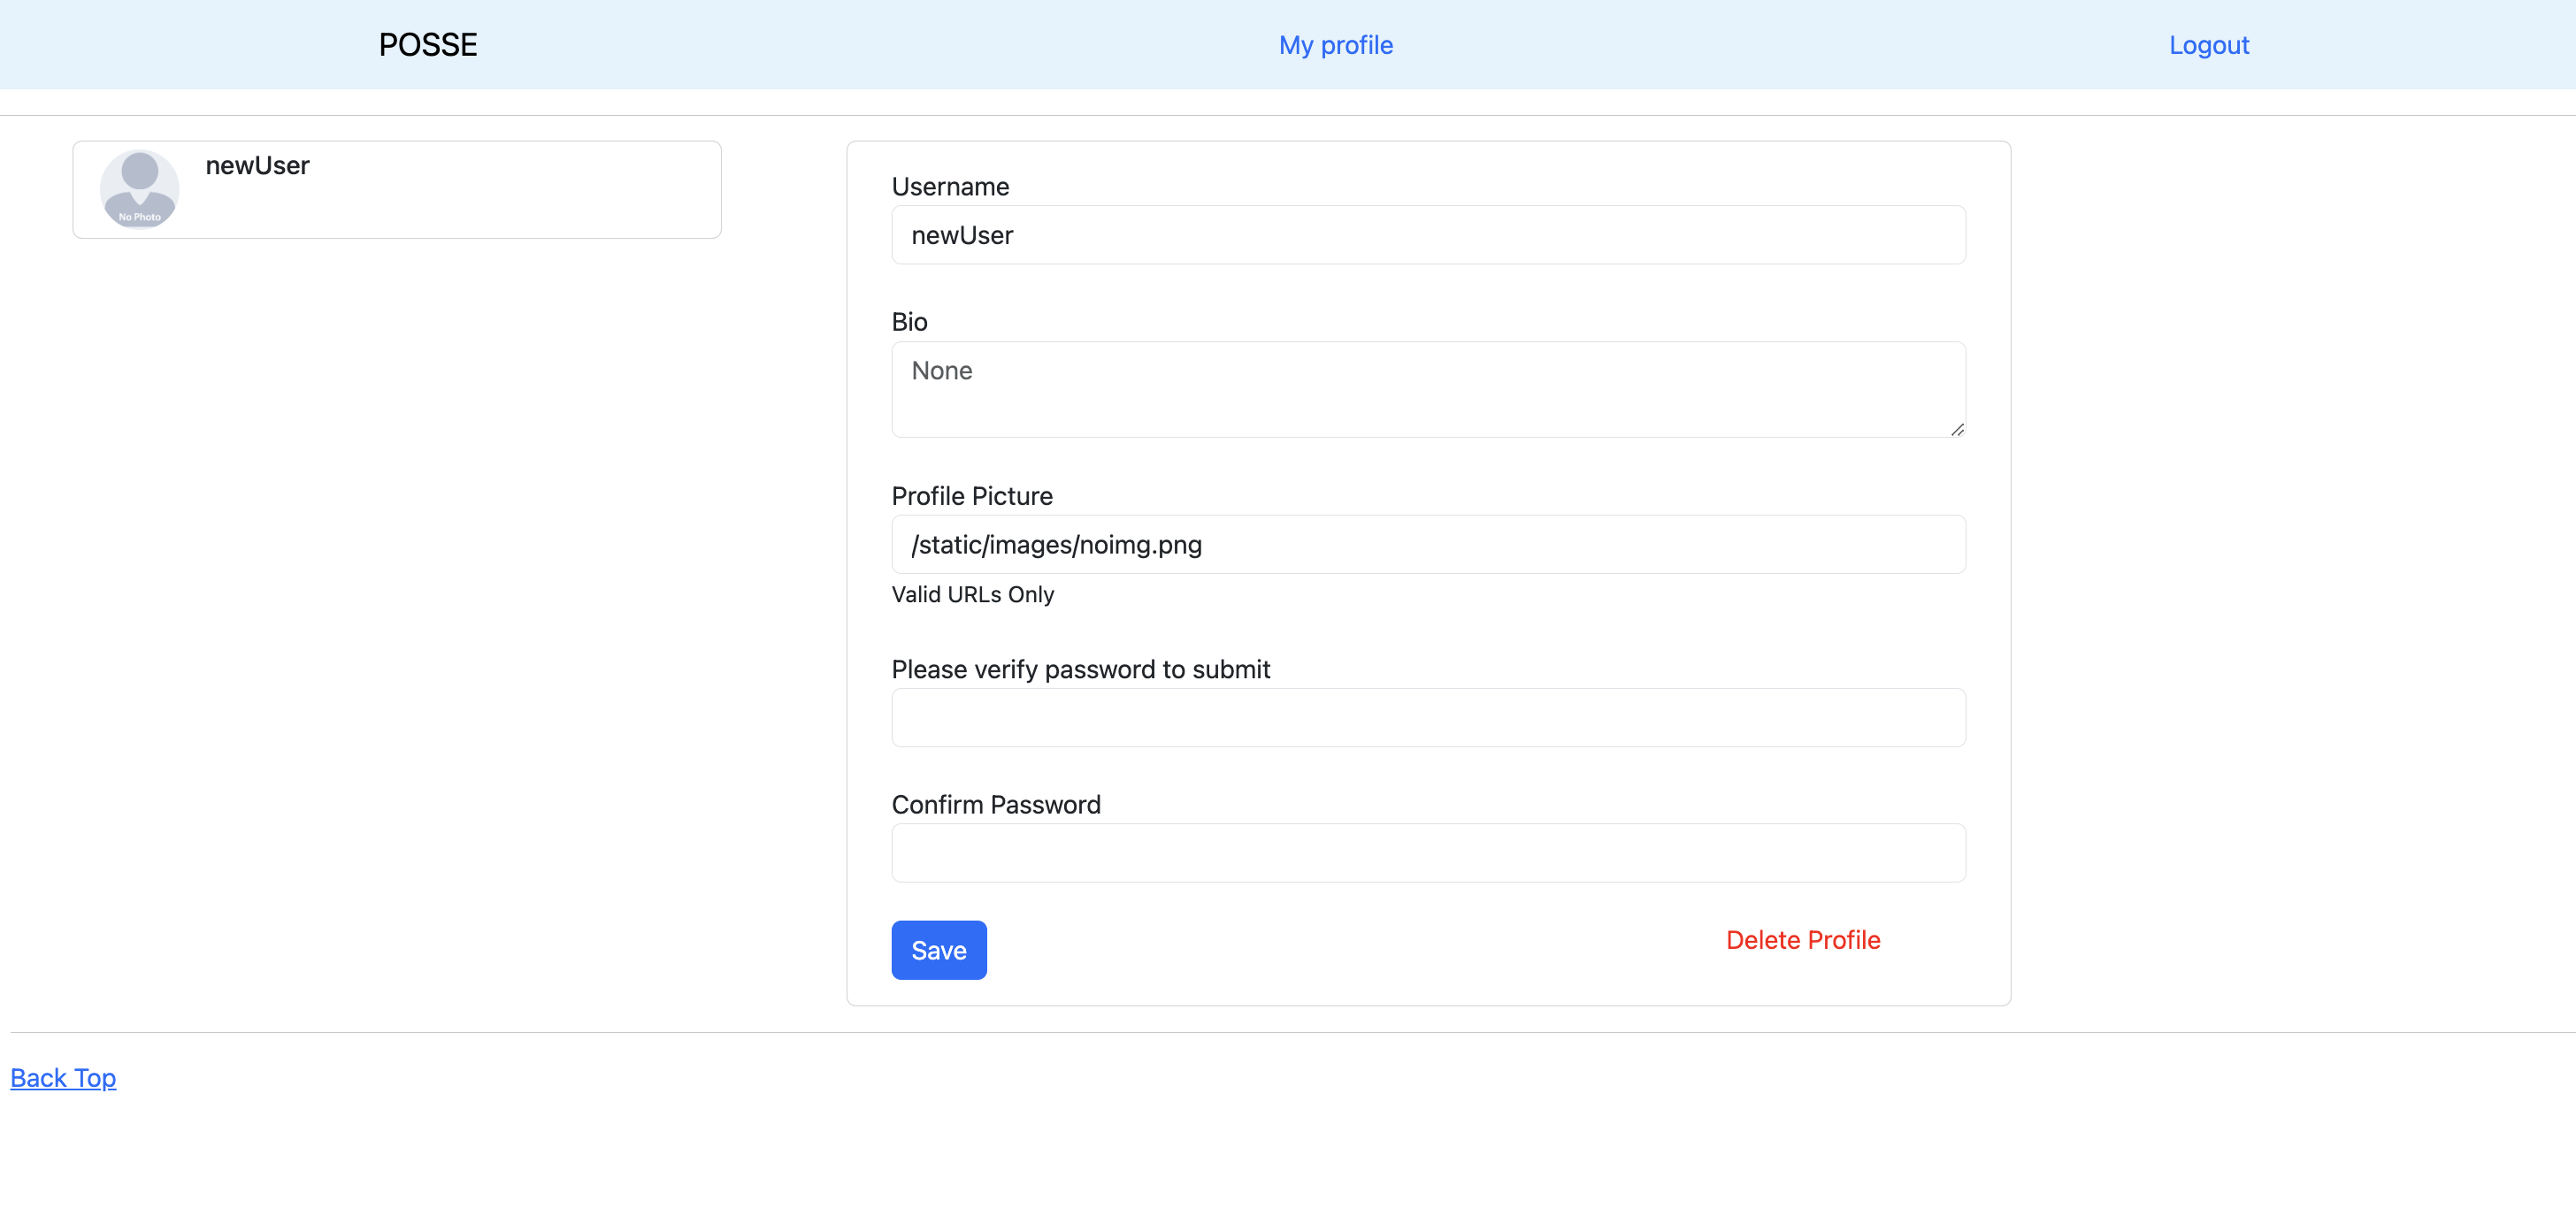 POSSE
My profile
Logout
No Photo
newUser
Username
newUser
Bio
None
Profile Picture
/static/images/noimg.png
Valid URLs Only
Please verify password to submit
Confirm Password
Save
Delete Profile
Back Top